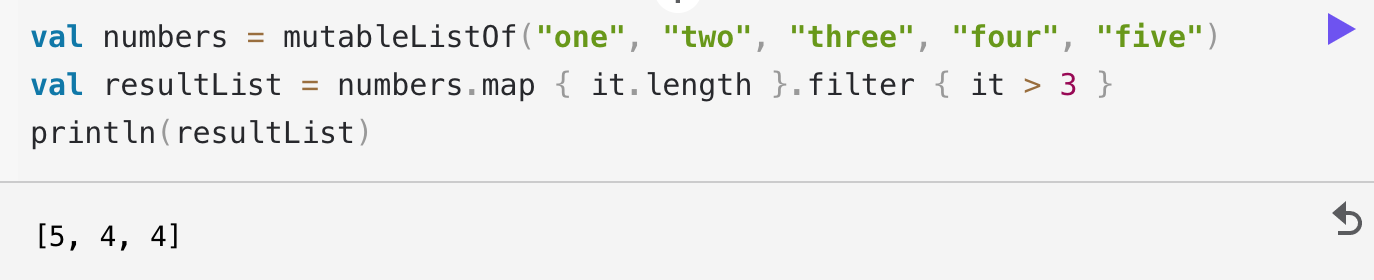 val numbers = mutableListOf("one", "two", "three", "four", "five")
val resultList = numbers.map { it.length }.filter { it > 3 }
println(resultList)
[5, 4, 4]